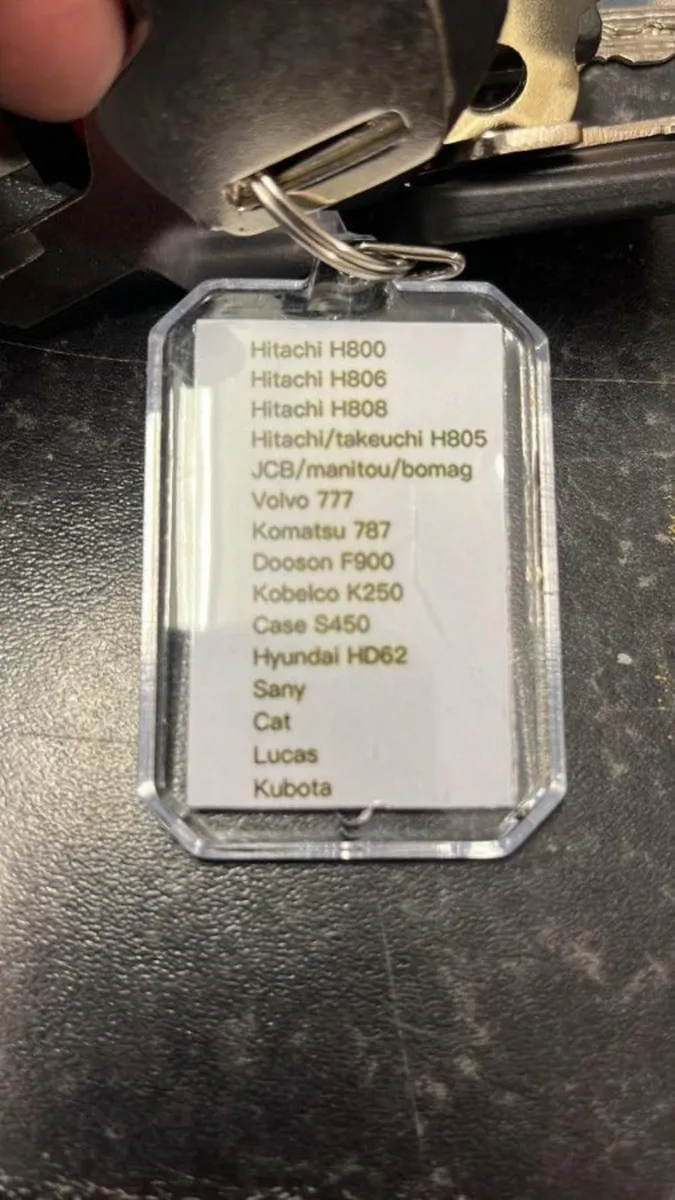 Hitachi H800
Hitachi H806
Hitachi H808
Hitachi/takeuchi H805
JCB/manitou/bomag
Volvo 777
Komatsu 787
Dooson F900
Kobelco K250
Case S450
Hyundai HD62
Sany
Cat
Lucas
Kubota